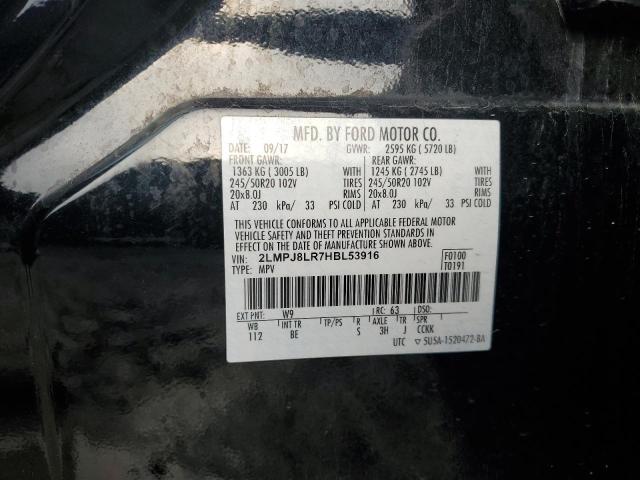 MFD. BY FORD MOTOR CO.
DATE: 09/17 GVWR: 2595 KG ( 5720 LB)
FRONT GAWR: REAR GAWR:
1363 KG ( 3005 LB) WITH 1245 KG ( 2745 LB) WITH
245/50R20 102V TIRES 245/50R20 102V TIRES
20x8.0J RIMS 20x8.0J RIMS
AT 230 kPa/ 33 PSI COLD AT 230 kPa/ 33 PSI COLD
THIS VEHICLE CONFORMS TO ALL APPLICABLE FEDERAL MOTOR
VEHICLE SAFETY AND THEFT PREVENTION STANDARDS IN
EFFECT ON THE DATE OF MANUFACTURE SHOWN ABOVE.
VIN: 2LMPJ8LR7HBL53916 F0100
TYPE: MPV T0191
EXT PNT: W9 RC: 63 DSO:
WB INT TR TP/PS R AXLE TR SPR
112 BE S 3H J CCKK
UTC ▽ 5U5A-1520472-BA